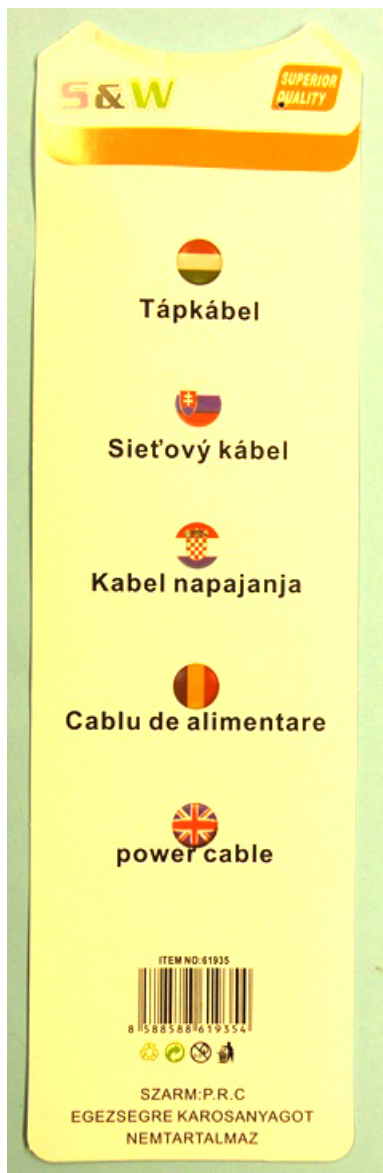 S&W
SUPERIOR
QUALITY
Tápkábel
Sieťový kábel
Kabel napajanja
Cablu de alimentare
power cable
ITEM NO:61935
8 588588 619354
SZARM:P.R.C
EGEZSEGRE KAROSANYAGOT
NEMTARTALMAZ